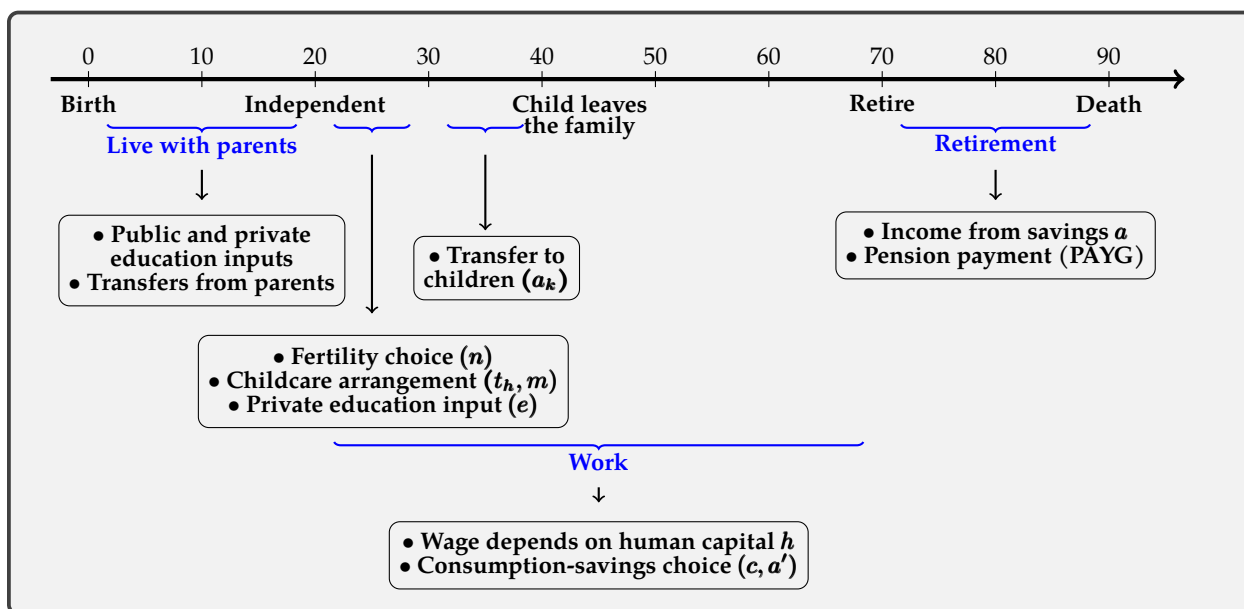 0 10 20 30 40 50 60 70 80 90
Birth Independent Child leaves Retire Death
the family
Live with parents
Retirement
• Public and private
education inputs
• Transfers from parents
• Transfer to
children (a_k)
• Income from savings a
• Pension payment (PAYG)
• Fertility choice (n)
• Childcare arrangement (t_h, m)
• Private education input (e)
Work
• Wage depends on human capital h
• Consumption-savings choice (c, a′)